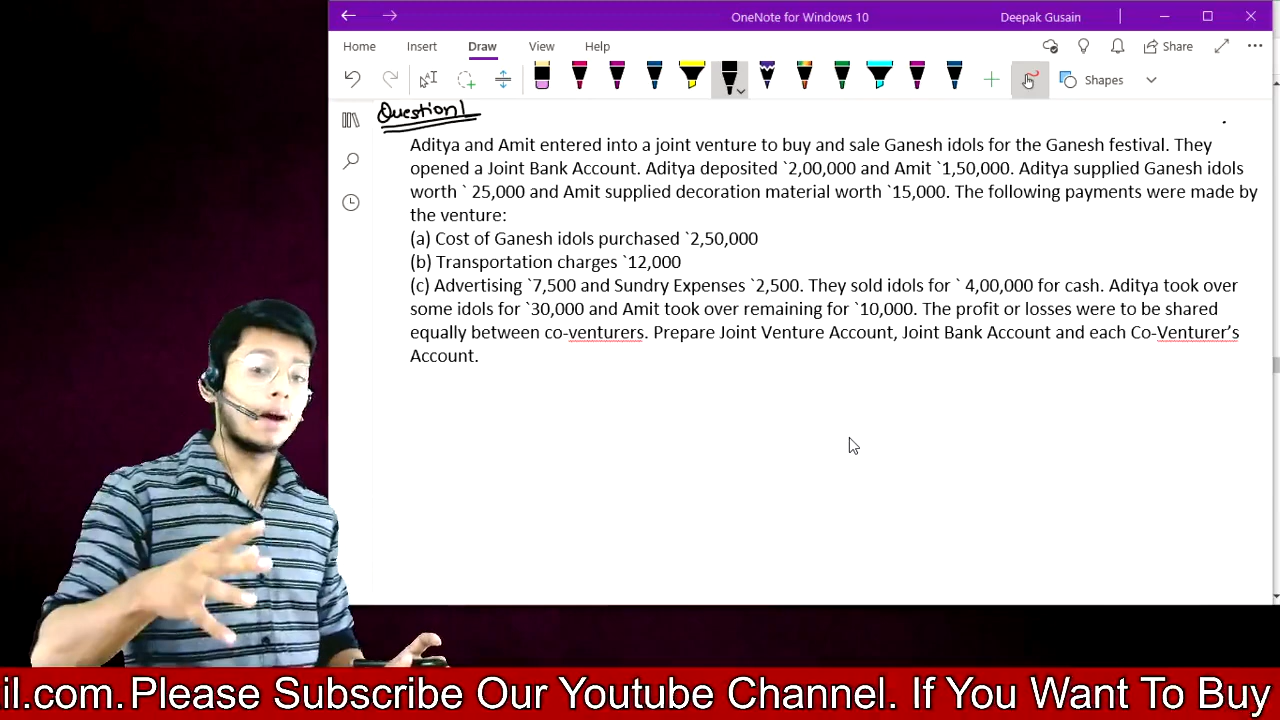 OneNote for Windows 10
Deepak Gusain
Home Insert Draw View Help
Share
Shapes
Question 1
Aditya and Amit entered into a joint venture to buy and sale Ganesh idols for the Ganesh festival. They
opened a Joint Bank Account. Aditya deposited `2,00,000 and Amit `1,50,000. Aditya supplied Ganesh idols
worth ` 25,000 and Amit supplied decoration material worth `15,000. The following payments were made by
the venture:
(a) Cost of Ganesh idols purchased `2,50,000
(b) Transportation charges `12,000
(c) Advertising `7,500 and Sundry Expenses `2,500. They sold idols for ` 4,00,000 for cash. Aditya took over
some idols for `30,000 and Amit took over remaining for `10,000. The profit or losses were to be shared
equally between co-venturers. Prepare Joint Venture Account, Joint Bank Account and each Co-Venturer’s
Account.
il.com. Please Subscribe Our Youtube Channel. If You Want To Buy